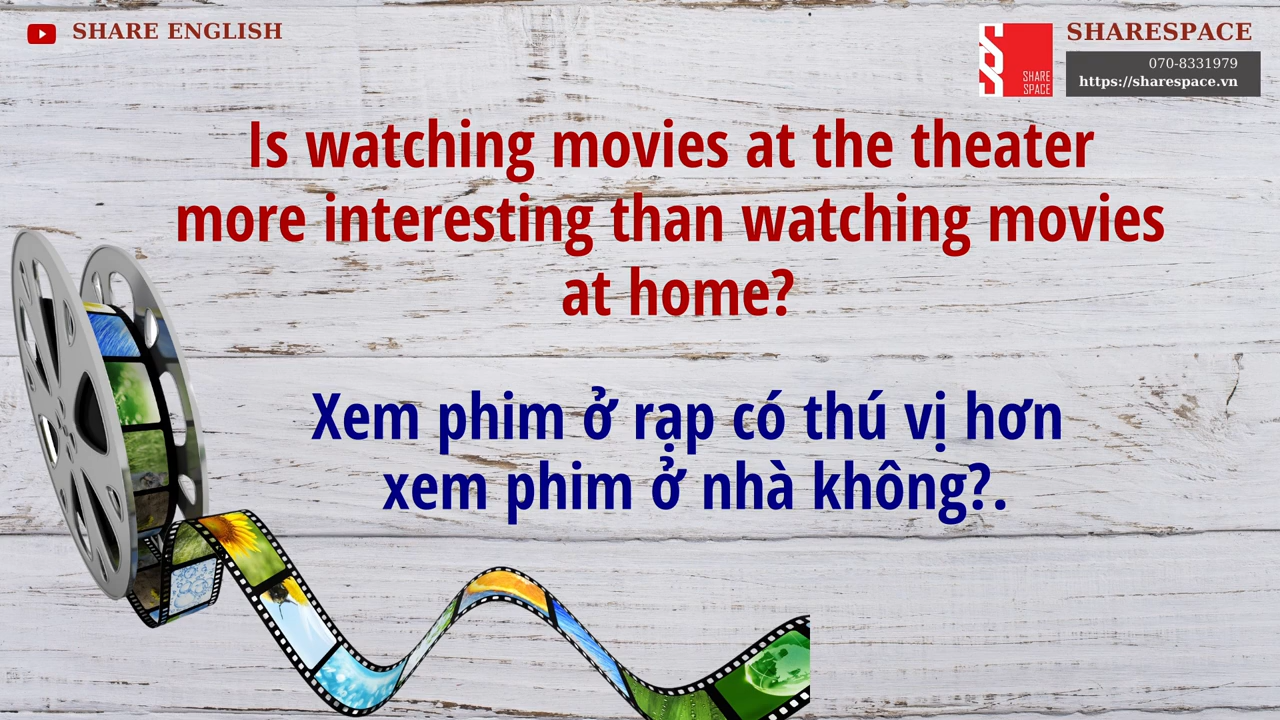 SHARE ENGLISH
SHARESPACE
070-8331979
https://sharespace.vn
SHARE
SPACE
Is watching movies at the theater
more interesting than watching movies
at home?
Xem phim ở rạp có thú vị hơn
xem phim ở nhà không?.